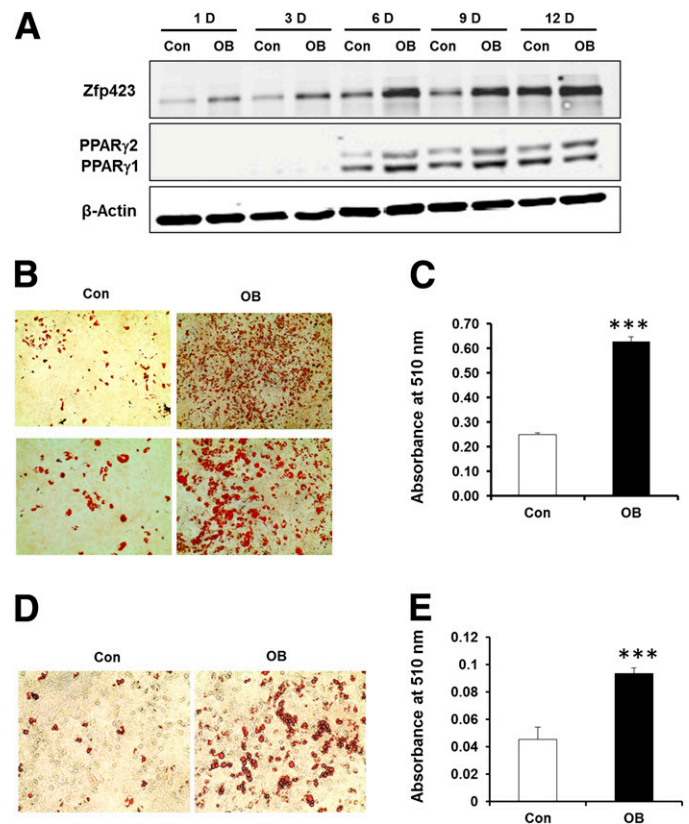 A
1 D 3 D 6 D 9 D 12 D
Con OB Con OB Con OB Con OB Con OB
Zfp423
PPARγ2
PPARγ1
β-Actin
B
Con OB
C
Absorbance at 510 nm
0.70
0.60
0.50
0.40
0.30
0.20
0.10
0.00
***
Con OB
D
Con OB
E
Absorbance at 510 nm
0.12
0.1
0.08
0.06
0.04
0.02
0
***
Con OB